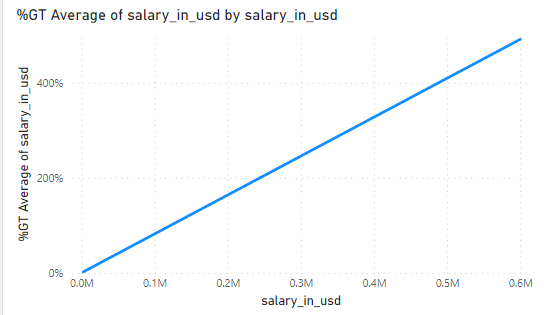 %GT Average of salary_in_usd by salary_in_usd
%GT Average of salary_in_usd
400%
200%
0%
0.0M 0.1M 0.2M 0.3M 0.4M 0.5M 0.6M
salary_in_usd